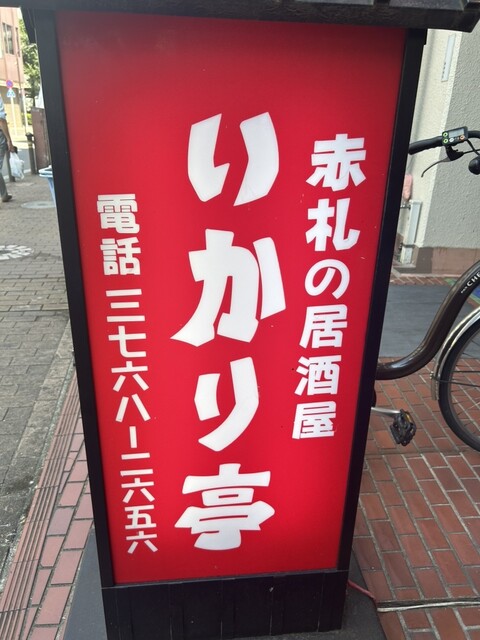 赤札の居酒屋
いかり亭
電話 三七六八ー二六五六